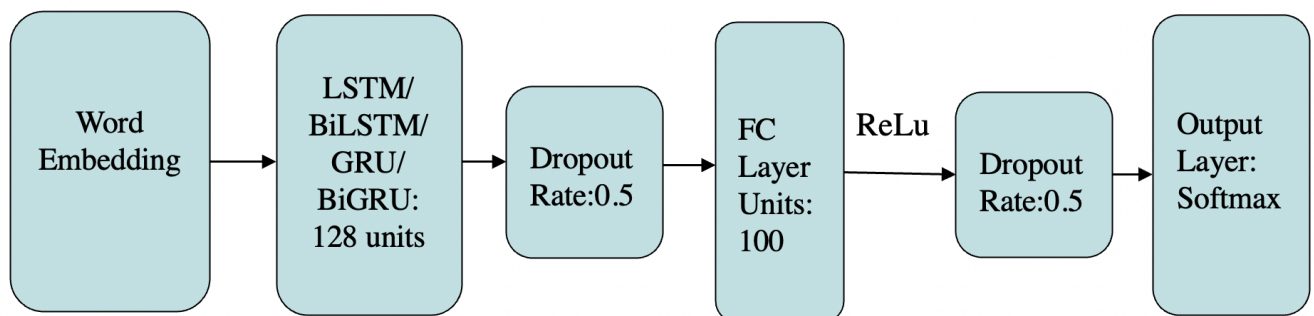 Word
Embedding
LSTM/
BiLSTM/
GRU/
BiGRU:
128 units
Dropout
Rate:0.5
FC
Layer
Units:
100
ReLu
Dropout
Rate:0.5
Output
Layer:
Softmax